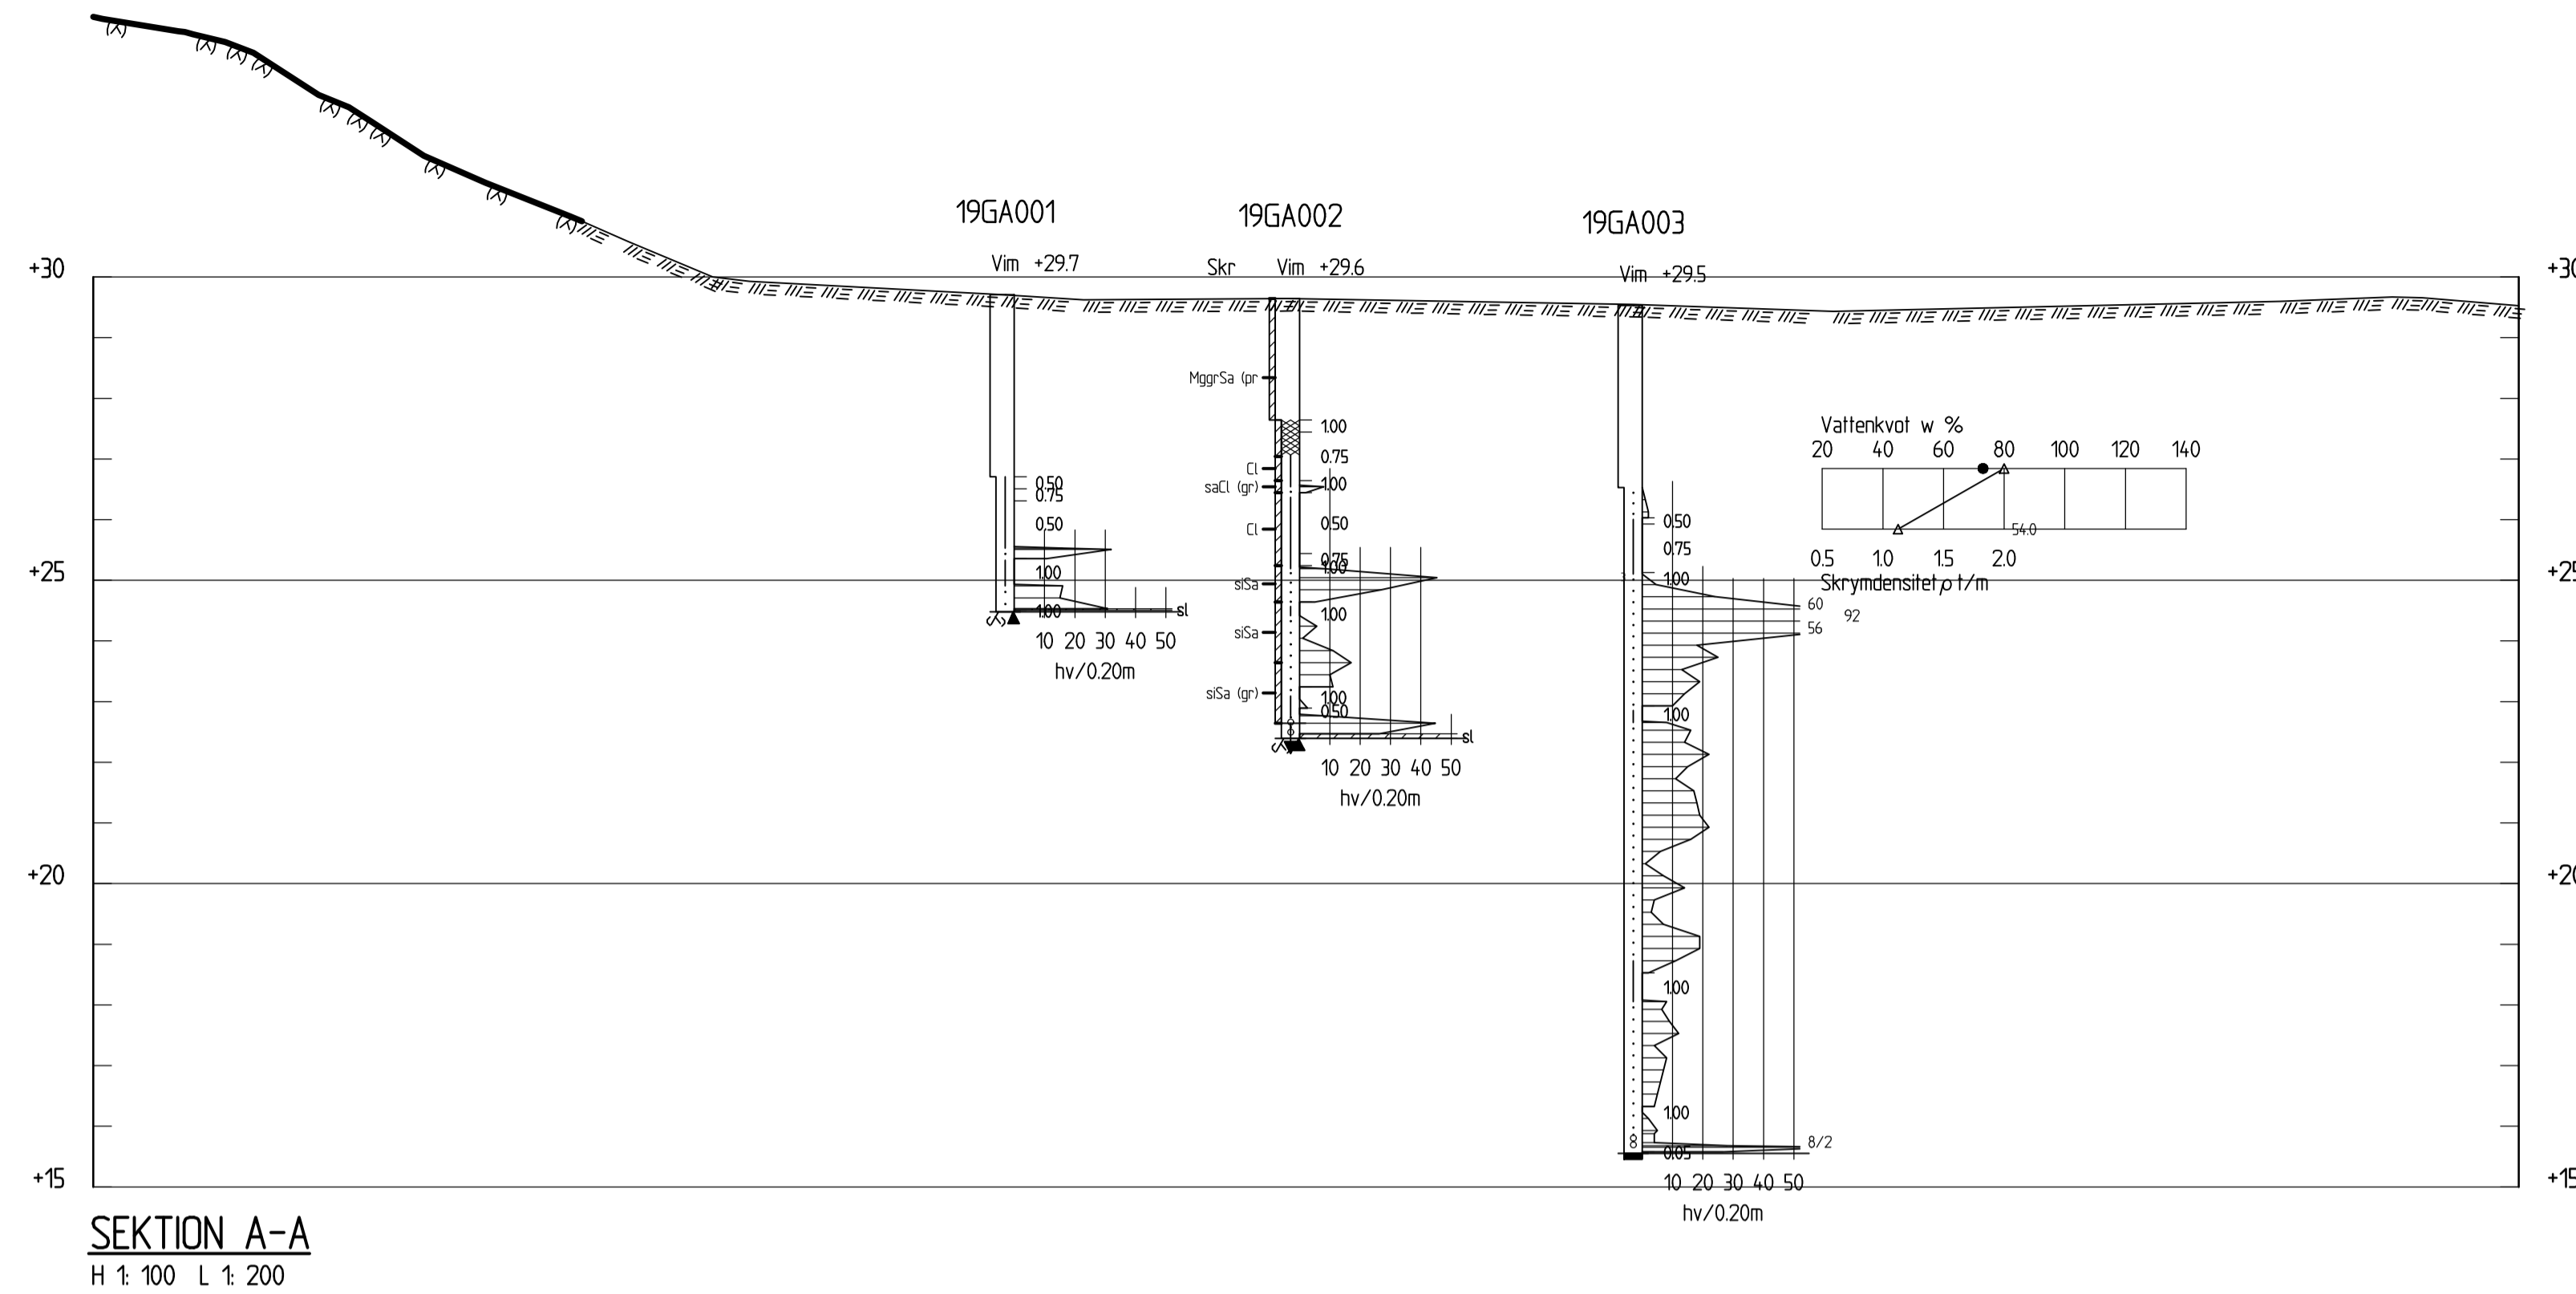 19GA001
19GA002
19GA003
Vim +29.7
Skr Vim +29.6
Vim +29.5
+30
+30
MggrSa (pr
1.00
0.75
Cl
saCl (gr)
1.00
Cl
0.50
0.75
1.00
siSa
1.00
siSa
siSa (gr)
1.00
0.50
sl
10 20 30 40 50
hv/0.20m
0.50
0.75
0.50
1.00
1.00
sl
10 20 30 40 50
hv/0.20m
0.50
0.75
1.00
60
92
56
1.00
1.00
1.00
8/2
0.05
10 20 30 40 50
hv/0.20m
Vattenkvot w %
20 40 60 80 100 120 140
54.0
0.5 1.0 1.5 2.0
Skrymdensitet ρ t/m
+25
+25
+20
+20
+15
+15
SEKTION A-A
H 1: 100 L 1: 200